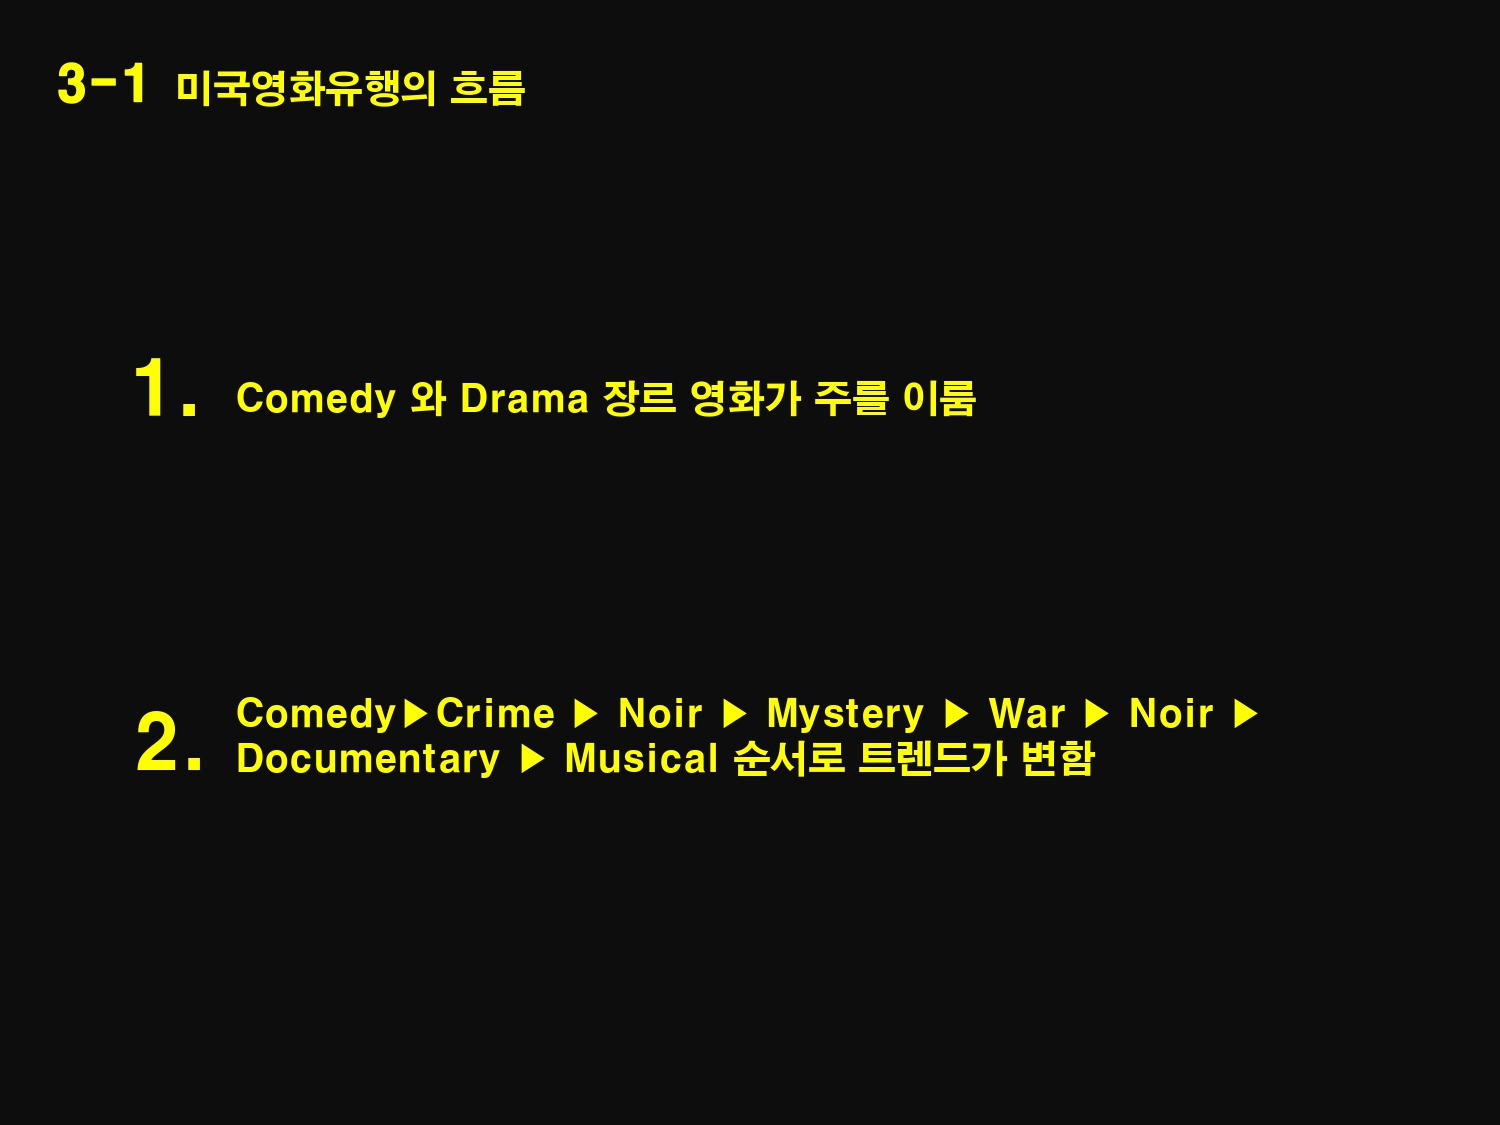 3-1 미국영화유행의 흐름
1. Comedy 와 Drama 장르 영화가 주를 이룸
2. Comedy▶Crime ▶ Noir ▶ Mystery ▶ War ▶ Noir ▶
Documentary ▶ Musical 순서로 트렌드가 변함